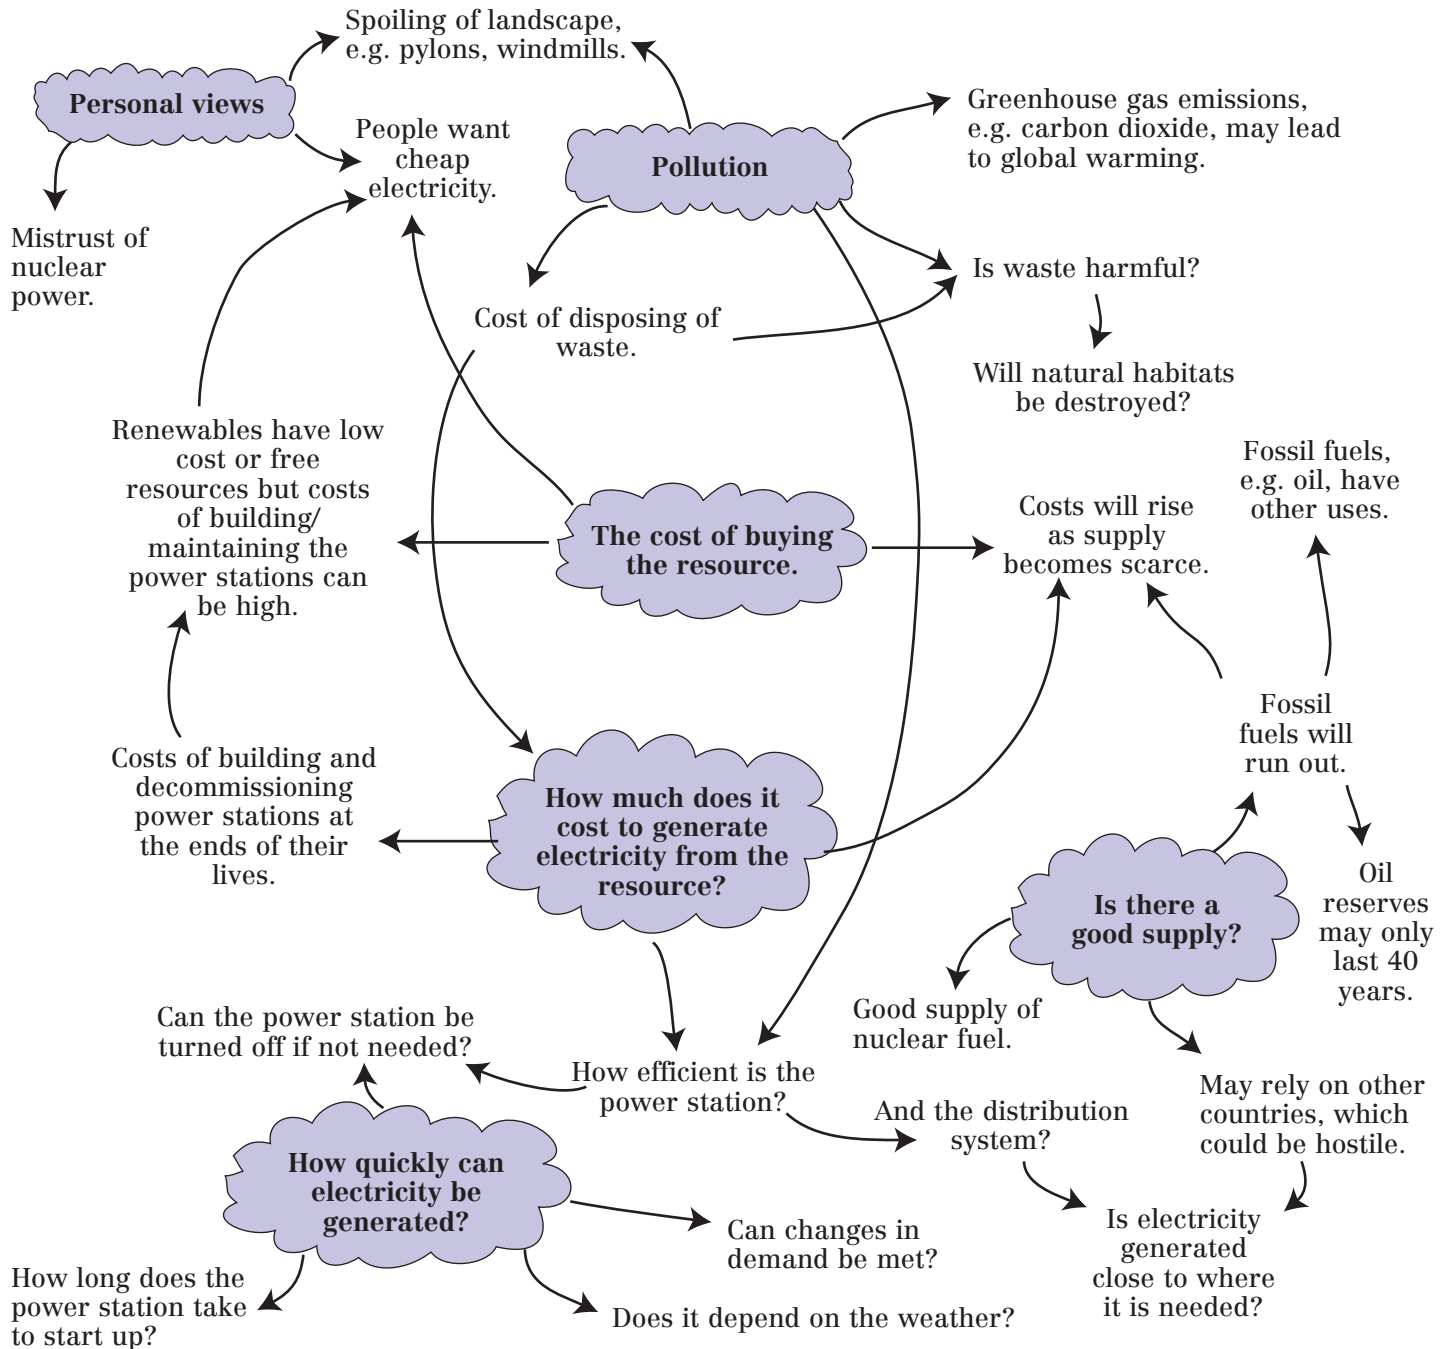 Spoiling of landscape,
e.g. pylons, windmills.
Personal views
People want
cheap
electricity.
Pollution
Greenhouse gas emissions,
e.g. carbon dioxide, may lead
to global warming.
Mistrust of
nuclear
power.
Is waste harmful?
Cost of disposing of
waste.
Will natural habitats
be destroyed?
Renewables have low
cost or free
resources but costs
of building/
maintaining the
power stations can
be high.
The cost of buying
the resource.
Costs will rise
as supply
becomes scarce.
Fossil fuels,
e.g. oil, have
other uses.
Fossil
fuels will
run out.
Costs of building and
decommissioning
power stations at
the ends of their
lives.
How much does it
cost to generate
electricity from the
resource?
Is there a
good supply?
Oil
reserves
may only
last 40
years.
Good supply of
nuclear fuel.
Can the power station be
turned off if not needed?
How efficient is the
power station?
And the distribution
system?
May rely on other
countries, which
could be hostile.
How quickly can
electricity be
generated?
Can changes in
demand be met?
Is electricity
generated
close to where
it is needed?
How long does the
power station take
to start up?
Does it depend on the weather?